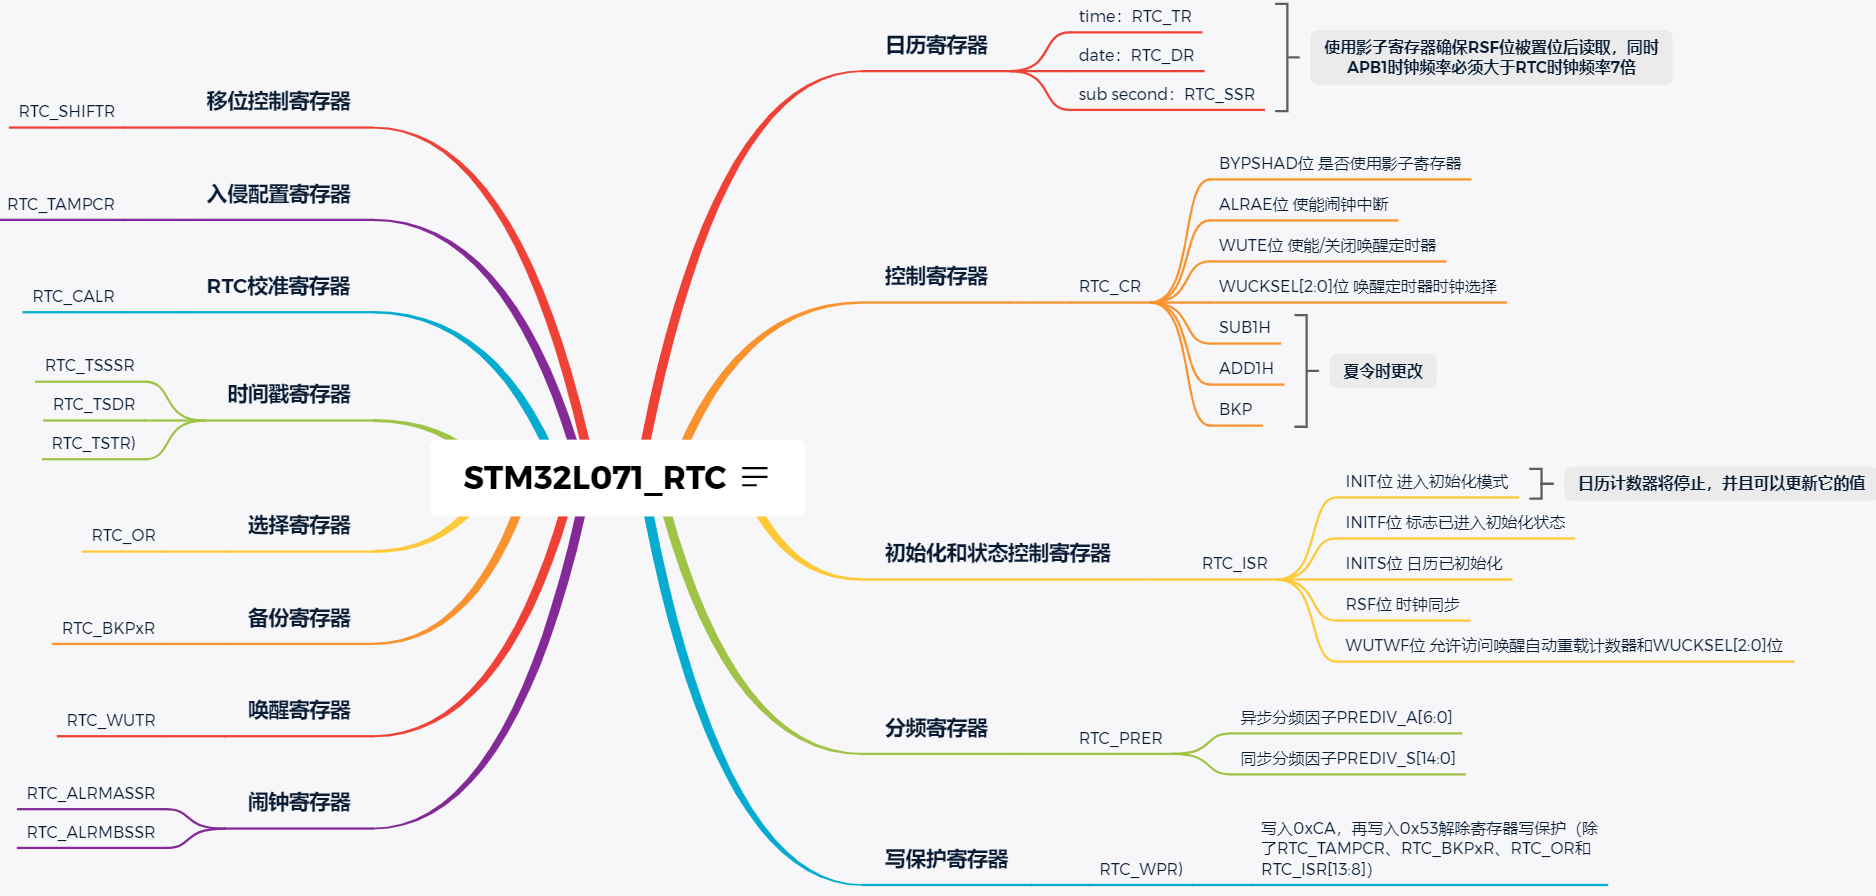 STM32L071_RTC
日历寄存器
time：RTC_TR
date：RTC_DR
sub second：RTC_SSR
使用影子寄存器确保RSF位被置位后读取，同时
APB1时钟频率必须大于RTC时钟频率7倍
控制寄存器
RTC_CR
BYPSHAD位 是否使用影子寄存器
ALRAE位 使能闹钟中断
WUTE位 使能/关闭唤醒定时器
WUCKSEL[2:0]位 唤醒定时器时钟选择
SUB1H
ADD1H
BKP
夏令时更改
初始化和状态控制寄存器
RTC_ISR
INIT位 进入初始化模式
日历计数器将停止，并且可以更新它的值
INITF位 标志已进入初始化状态
INITS位 日历已初始化
RSF位 时钟同步
WUTWF位 允许访问唤醒自动重载计数器和WUCKSEL[2:0]位
分频寄存器
RTC_PRER
异步分频因子PREDIV_A[6:0]
同步分频因子PREDIV_S[14:0]
写保护寄存器
RTC_WPR)
写入0xCA，再写入0x53解除寄存器写保护（除
了RTC_TAMPCR、RTC_BKPxR、RTC_OR和
RTC_ISR[13:8]）
移位控制寄存器
RTC_SHIFTR
入侵配置寄存器
RTC_TAMPCR
RTC校准寄存器
RTC_CALR
时间戳寄存器
RTC_TSSSR
RTC_TSDR
RTC_TSTR)
选择寄存器
RTC_OR
备份寄存器
RTC_BKPxR
唤醒寄存器
RTC_WUTR
闹钟寄存器
RTC_ALRMASSR
RTC_ALRMBSSR